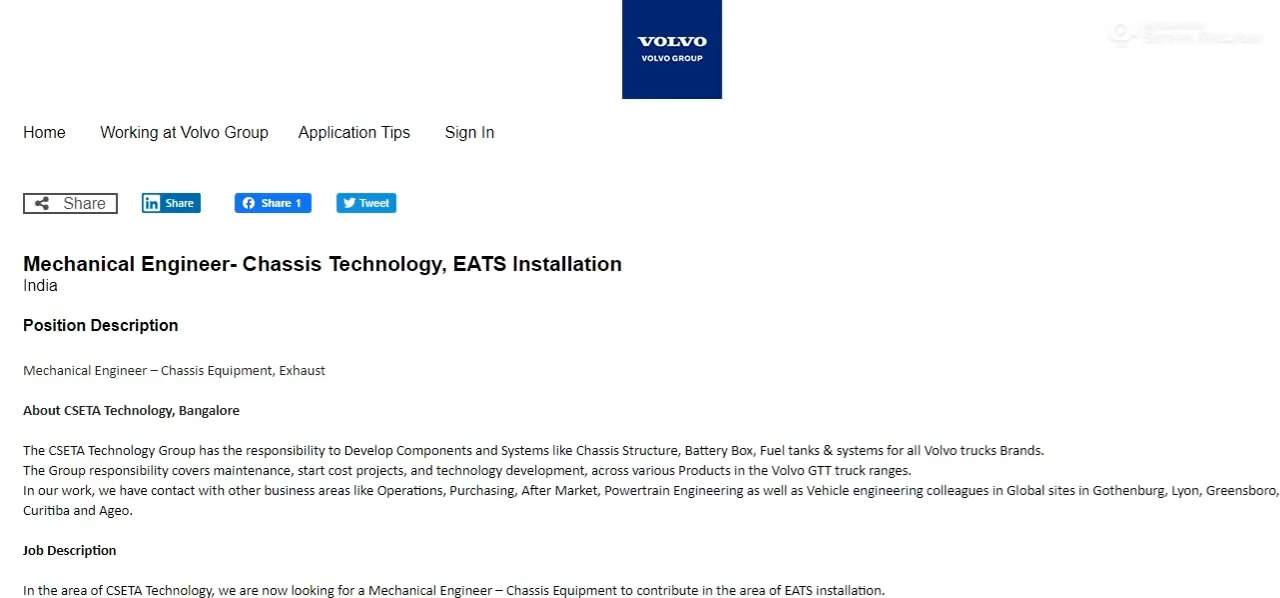 VOLVO
VOLVO GROUP
Home Working at Volvo Group Application Tips Sign In
Share Share Share 1 Tweet
Mechanical Engineer- Chassis Technology, EATS Installation
India
Position Description
Mechanical Engineer – Chassis Equipment, Exhaust
About CSETA Technology, Bangalore
The CSETA Technology Group has the responsibility to Develop Components and Systems like Chassis Structure, Battery Box, Fuel tanks & systems for all Volvo trucks Brands.
The Group responsibility covers maintenance, start cost projects, and technology development, across various Products in the Volvo GTT truck ranges.
In our work, we have contact with other business areas like Operations, Purchasing, After Market, Powertrain Engineering as well as Vehicle engineering colleagues in Global sites in Gothenburg, Lyon, Greensboro,
Curitiba and Ageo.
Job Description
In the area of CSETA Technology, we are now looking for a Mechanical Engineer – Chassis Equipment to contribute in the area of EATS installation.